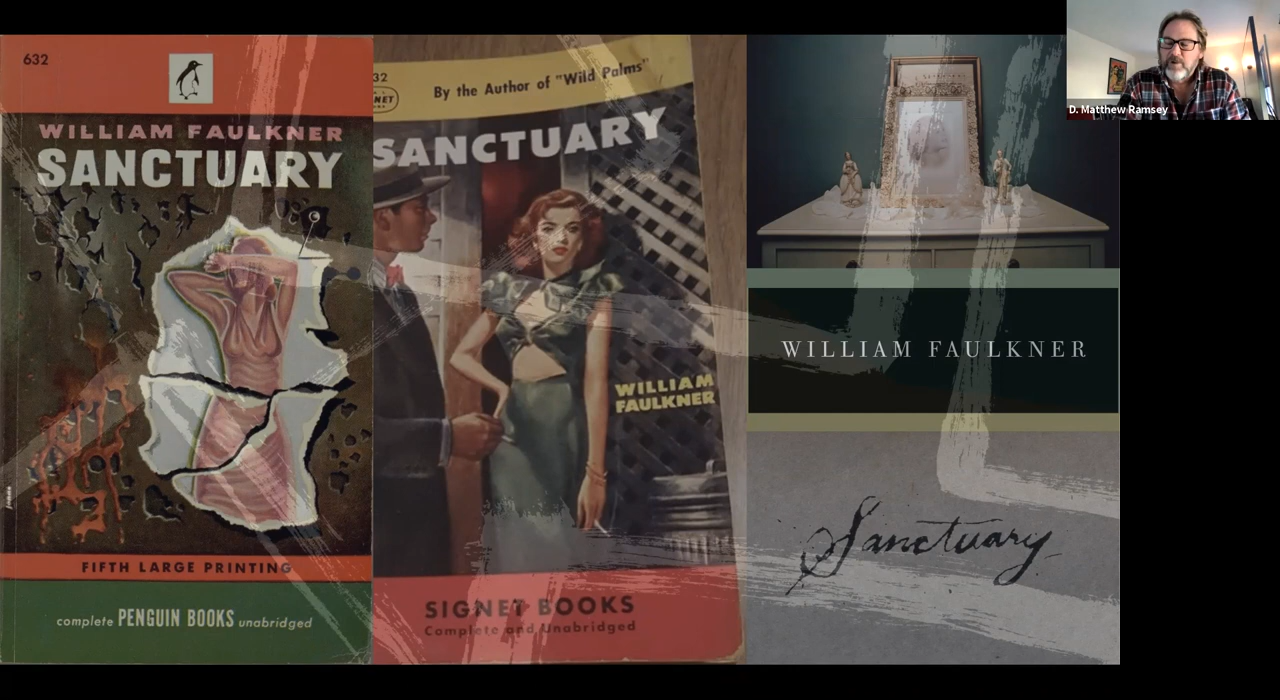 632
WILLIAM FAULKNER
SANCTUARY
FIFTH LARGE PRINTING
complete PENGUIN BOOKS unabridged
32
By the Author of "Wild Palms"
SANCTUARY
WILLIAM
FAULKNER
SIGNET BOOKS
Complete and Unabridged
WILLIAM FAULKNER
Sanctuary
D. Matthew Ramsey